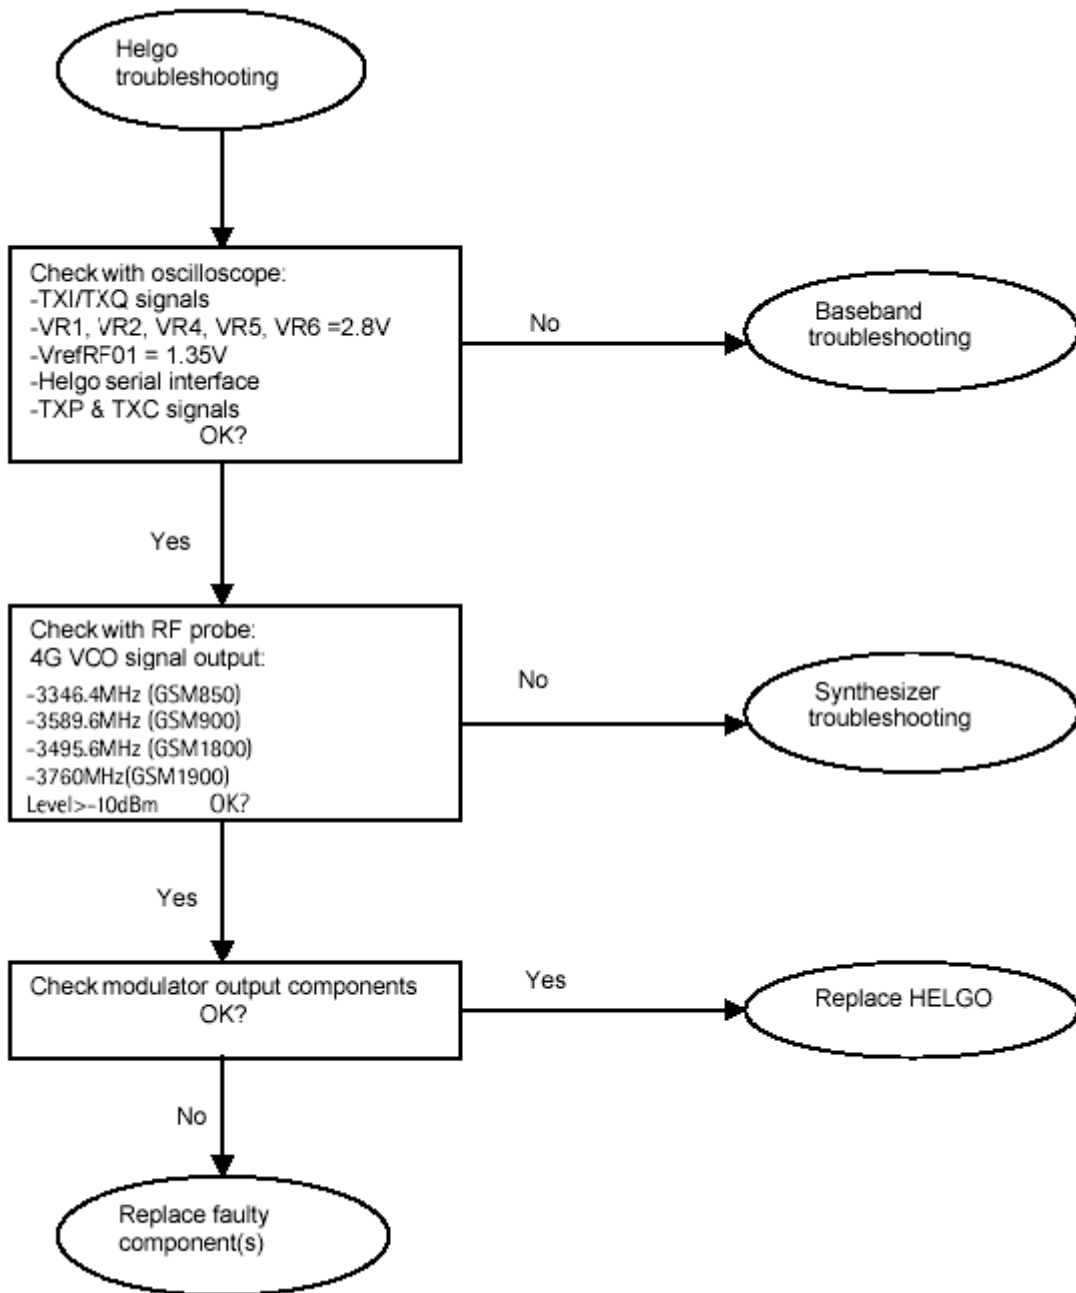 Helgo
troubleshooting
Check with oscilloscope:
-TXI/TXQ signals
-VR1, VR2, VR4, VR5, VR6 =2.8V
-VrefRF01 = 1.35V
-Helgo serial interface
-TXP & TXC signals
OK?
No
Baseband
troubleshooting
Yes
Check with RF probe:
4G VCO signal output:
-3346.4MHz (GSM850)
-3589.6MHz (GSM900)
-3495.6MHz (GSM1800)
-3760MHz(GSM1900)
Level>-10dBm OK?
No
Synthesizer
troubleshooting
Yes
Check modulator output components
OK?
Yes
Replace HELGO
No
Replace faulty
component(s)